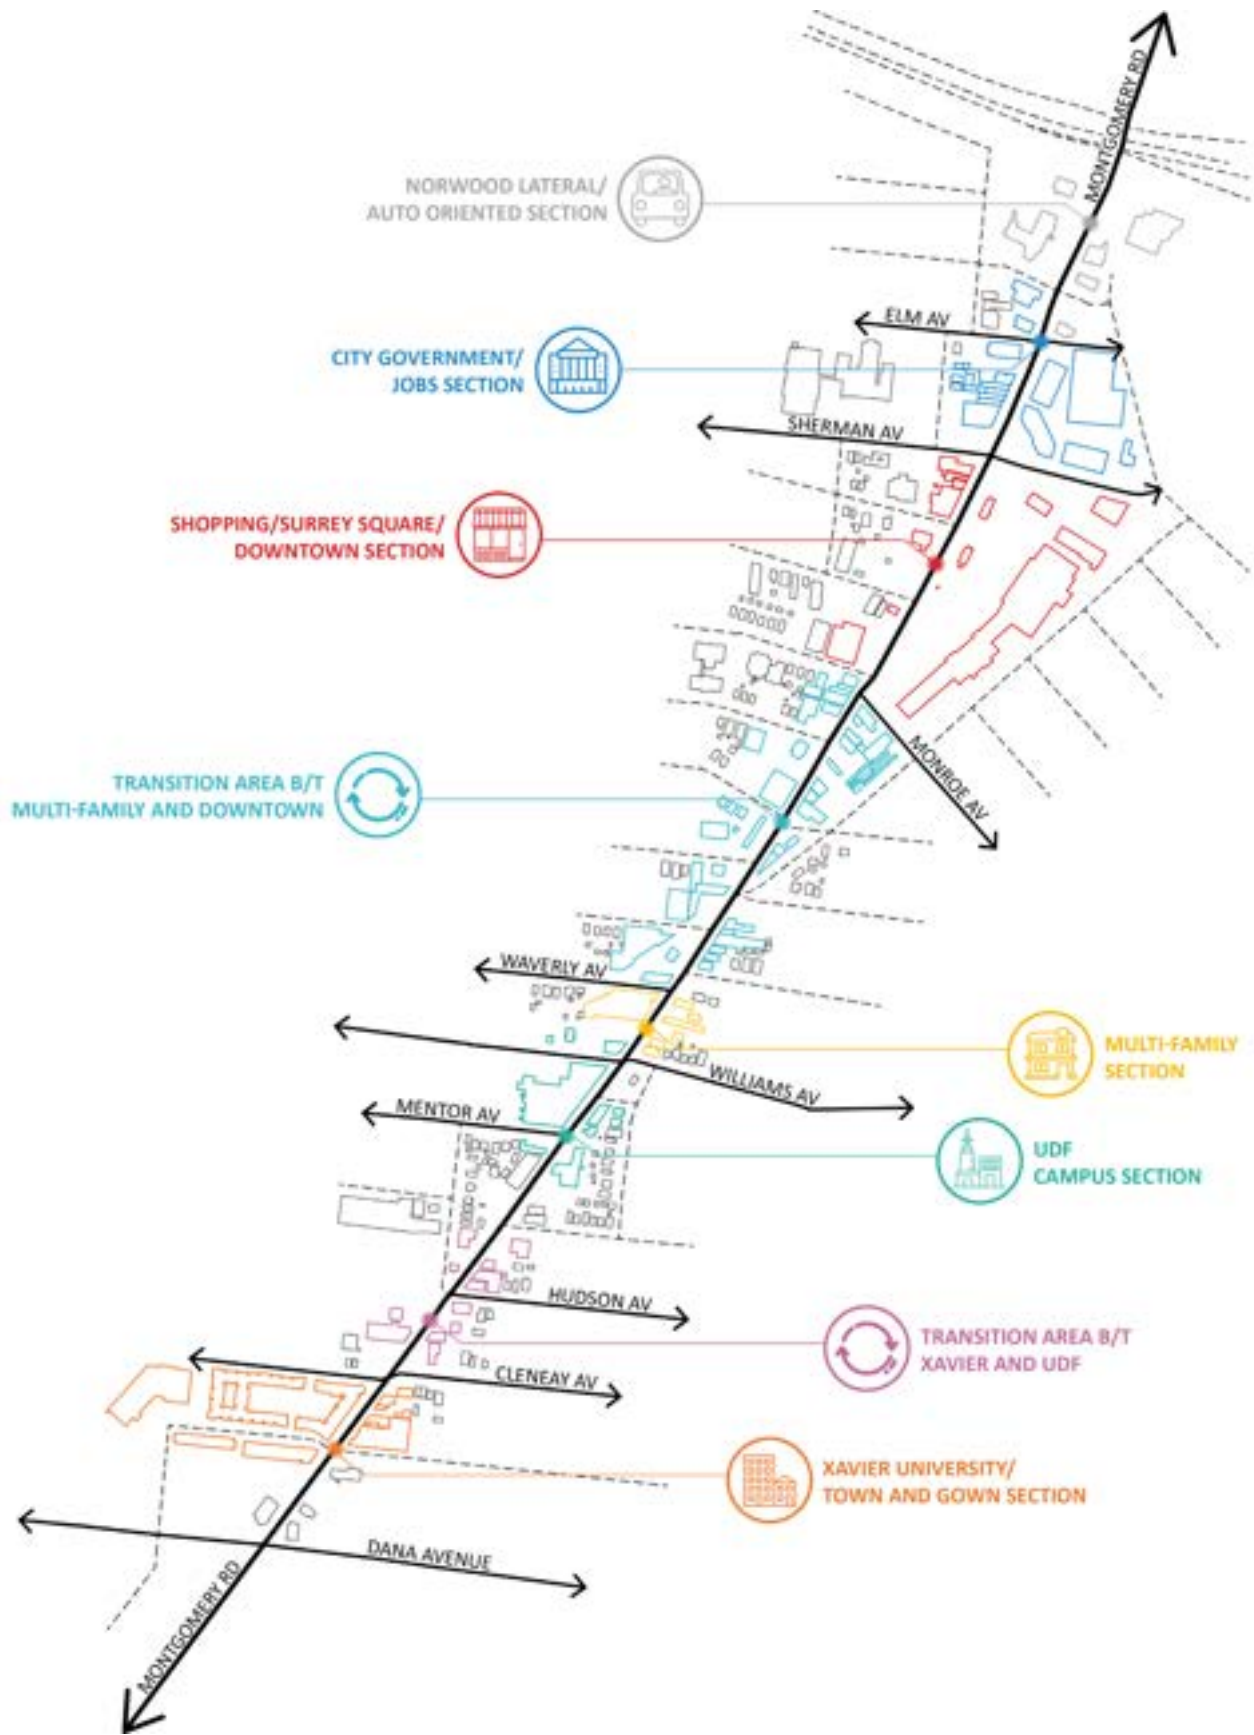 MONTGOMERY RD
NORWOOD LATERAL/
AUTO ORIENTED SECTION
ELM AV
CITY GOVERNMENT/
JOBS SECTION
SHERMAN AV
SHOPPING/SURREY SQUARE/
DOWNTOWN SECTION
MONROE AV
TRANSITION AREA B/T
MULTI-FAMILY AND DOWNTOWN
WAVERLY AV
MULTI-FAMILY
SECTION
WILLIAMS AV
MENTOR AV
UDF
CAMPUS SECTION
HUDSON AV
TRANSITION AREA B/T
XAVIER AND UDF
CLENEAY AV
XAVIER UNIVERSITY/
TOWN AND GOWN SECTION
DANA AVENUE
MONTGOMERY RD